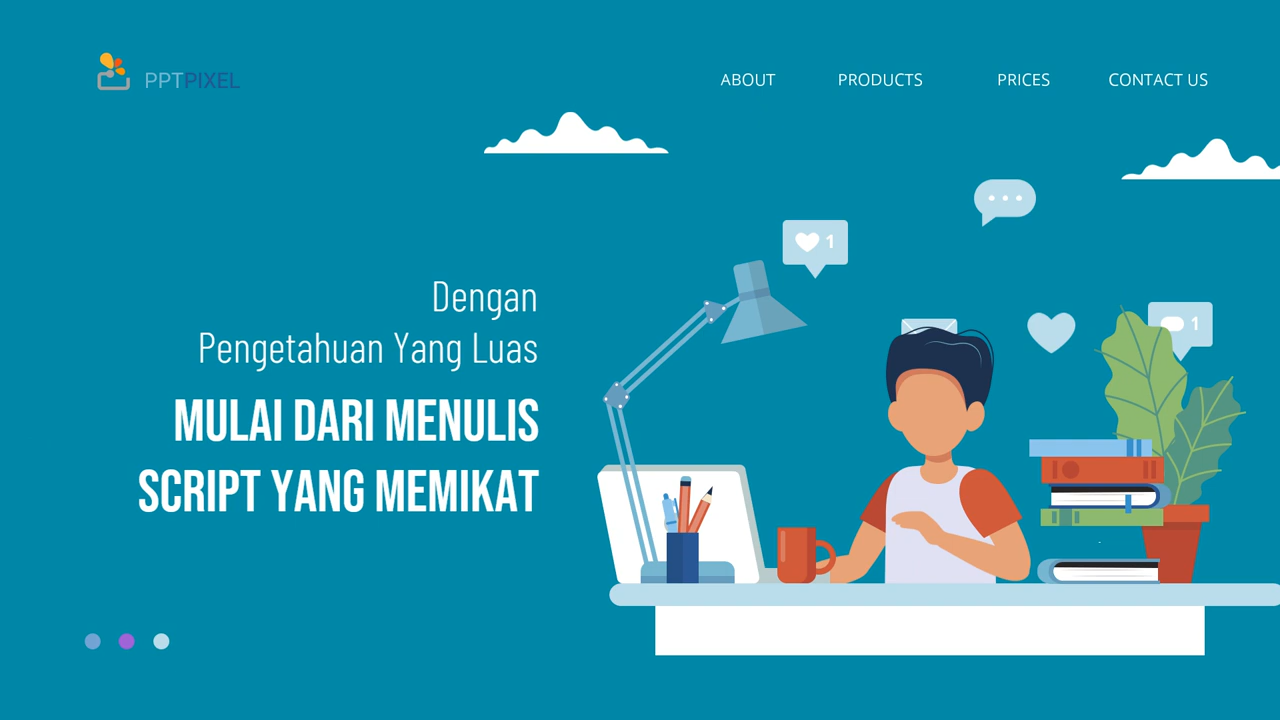 PPTPIXEL
ABOUT PRODUCTS PRICES CONTACT US
1
1
Dengan
Pengetahuan Yang Luas
MULAI DARI MENULIS
SCRIPT YANG MEMIKAT